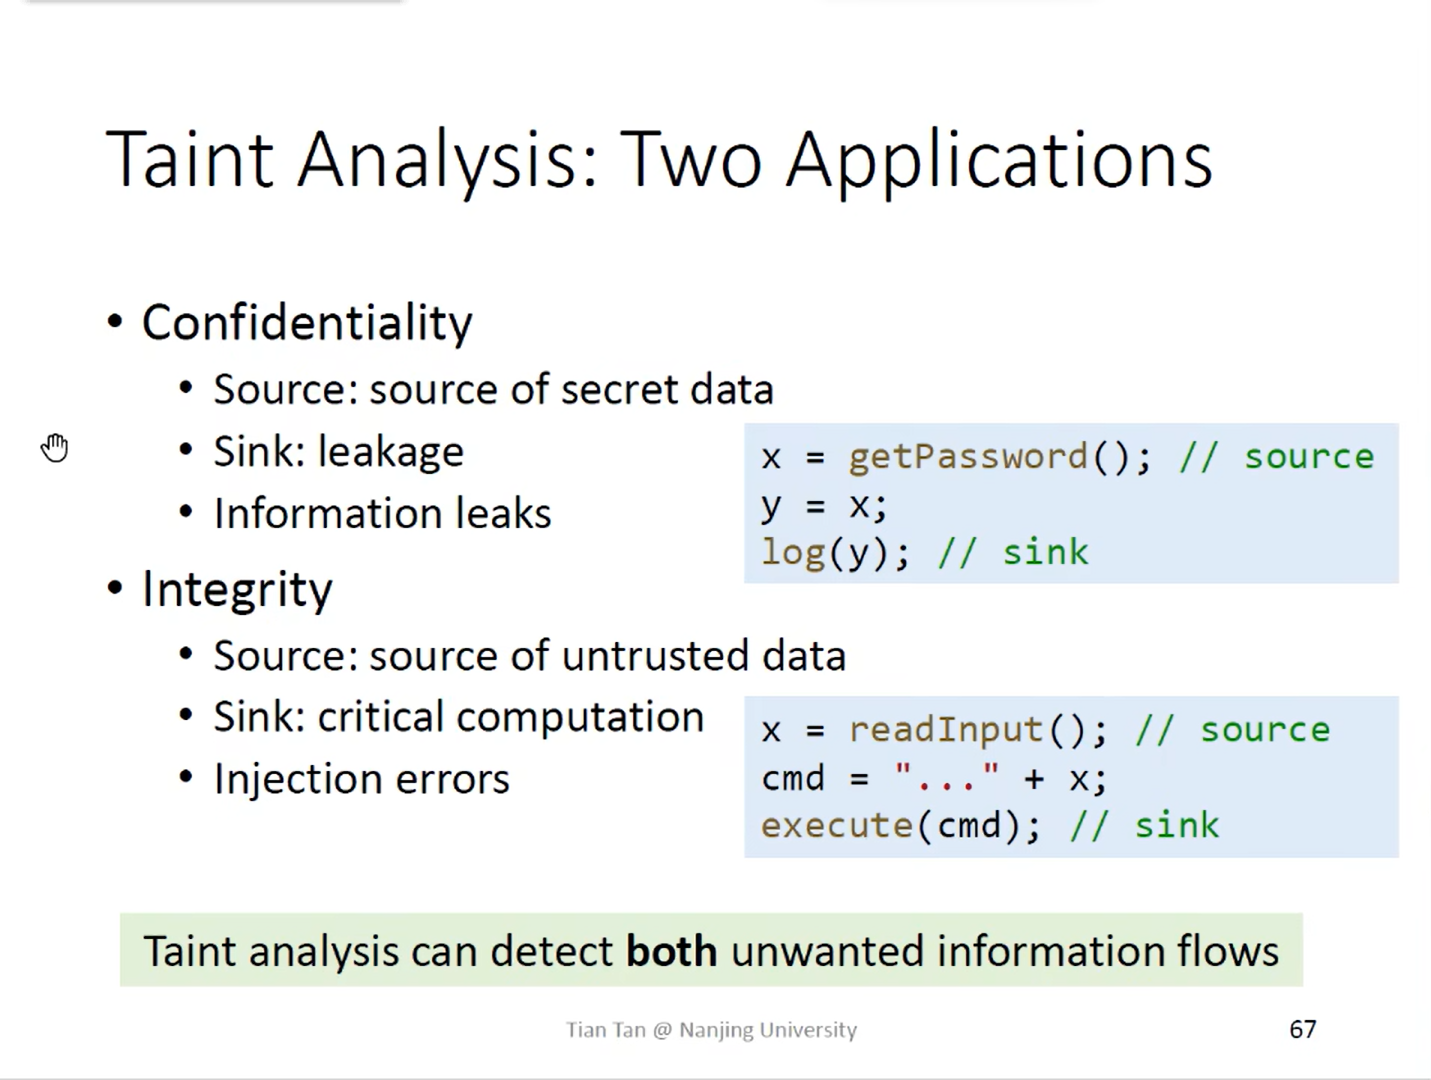 Taint Analysis: Two Applications
• Confidentiality
• Source: source of secret data
• Sink: leakage
• Information leaks
x = getPassword(); // source
y = x;
log(y); // sink
• Integrity
• Source: source of untrusted data
• Sink: critical computation
• Injection errors
x = readInput(); // source
cmd = "..." + x;
execute(cmd); // sink
Taint analysis can detect both unwanted information flows
Tian Tan @ Nanjing University
67